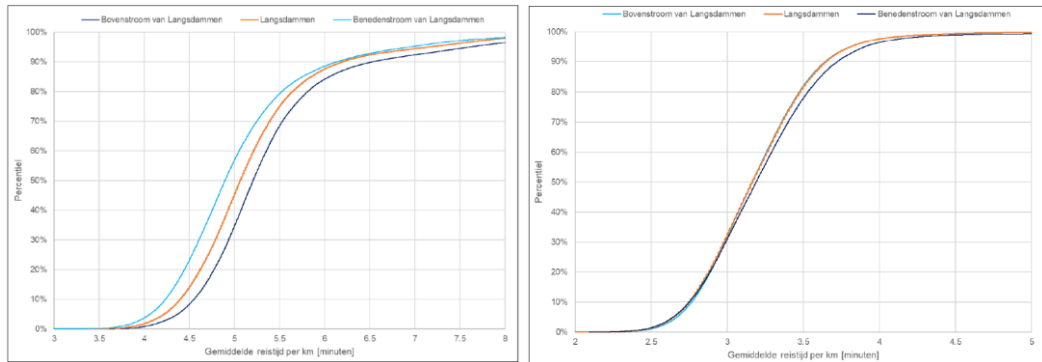 Bovenstroom van Langsdammen Langsdammen Benedenstroom van Langsdammen
100%
90%
80%
70%
60%
50%
40%
30%
20%
10%
0%
Percentiel
3 3.5 4 4.5 5 5.5 6 6.5 7 7.5 8
Gemiddelde reistijd per km [minuten]
Bovenstroom van Langsdammen Langsdammen Benedenstroom van Langsdammen
100%
90%
80%
70%
60%
50%
40%
30%
20%
10%
0%
Percentiel
2 2.5 3 3.5 4 4.5 5
Gemiddelde reistijd per km [minuten]